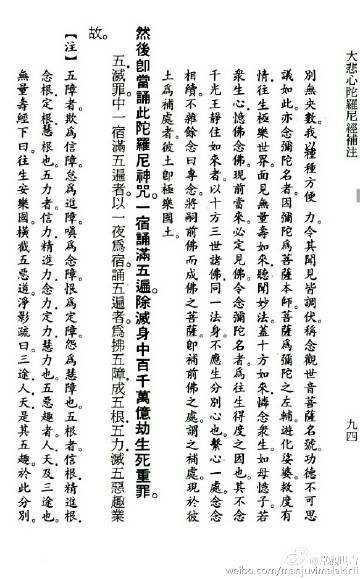 大悲心陀羅尼經補注
九四
別無央數我以種種方便。力令其聞見皆調伏。稱念觀世音菩薩名號功德不可思
議如此。亦念彌陀名者因彌陀爲菩薩本師。菩薩爲彌陀之左輔遊化娑婆教度有
情往生極樂世界面見無量壽如來聽聞妙法。蓋十方如來憐念衆生如母憶子。若
衆生心憶佛念佛現前當來必定見佛。令念彌陀名者爲往生得度之因也。其不念
千光王靜住如來者以十方三世諸佛同一法身不應生分別心也。繫心一處念念
相續不雜餘念曰專念。將嗣前佛而成佛之菩薩卽補前佛之處謂之補處。現於彼
土爲補處者彼土卽極樂國土。
然後卽當誦此陀羅尼神咒。一宿誦滿五遍。除滅身中百千萬億劫生死重罪。
五滅罪中一宿滿五遍者以一夜爲宿。誦五遍者爲拂五障成五根五力滅五惡趣業
故。
【注】五障者欺爲信障怠爲進障嗔爲念障恨爲定障怨爲慧障也。五根者信根精進根
念根定根慧根也。五力者信力精進力念力定力慧力也。五惡趣者人天及三途也。
無量壽經下曰往生安樂國橫截五惡道。淨影疏曰三途人天是其五趣於此分別。
weibo.com/manjuvimalakirti